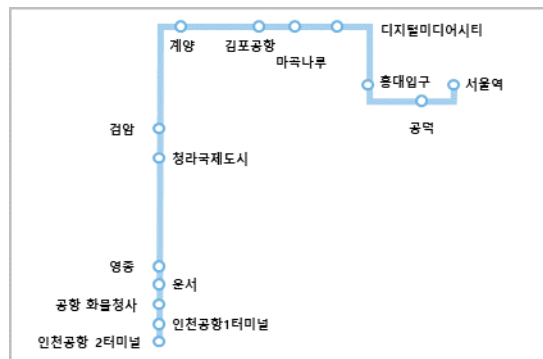 계양
김포공항
마곡나루
디지털미디어시티
홍대입구
서울역
공덕
검암
청라국제도시
영종
운서
공항 화물청사
인천공항1터미널
인천공항 2터미널